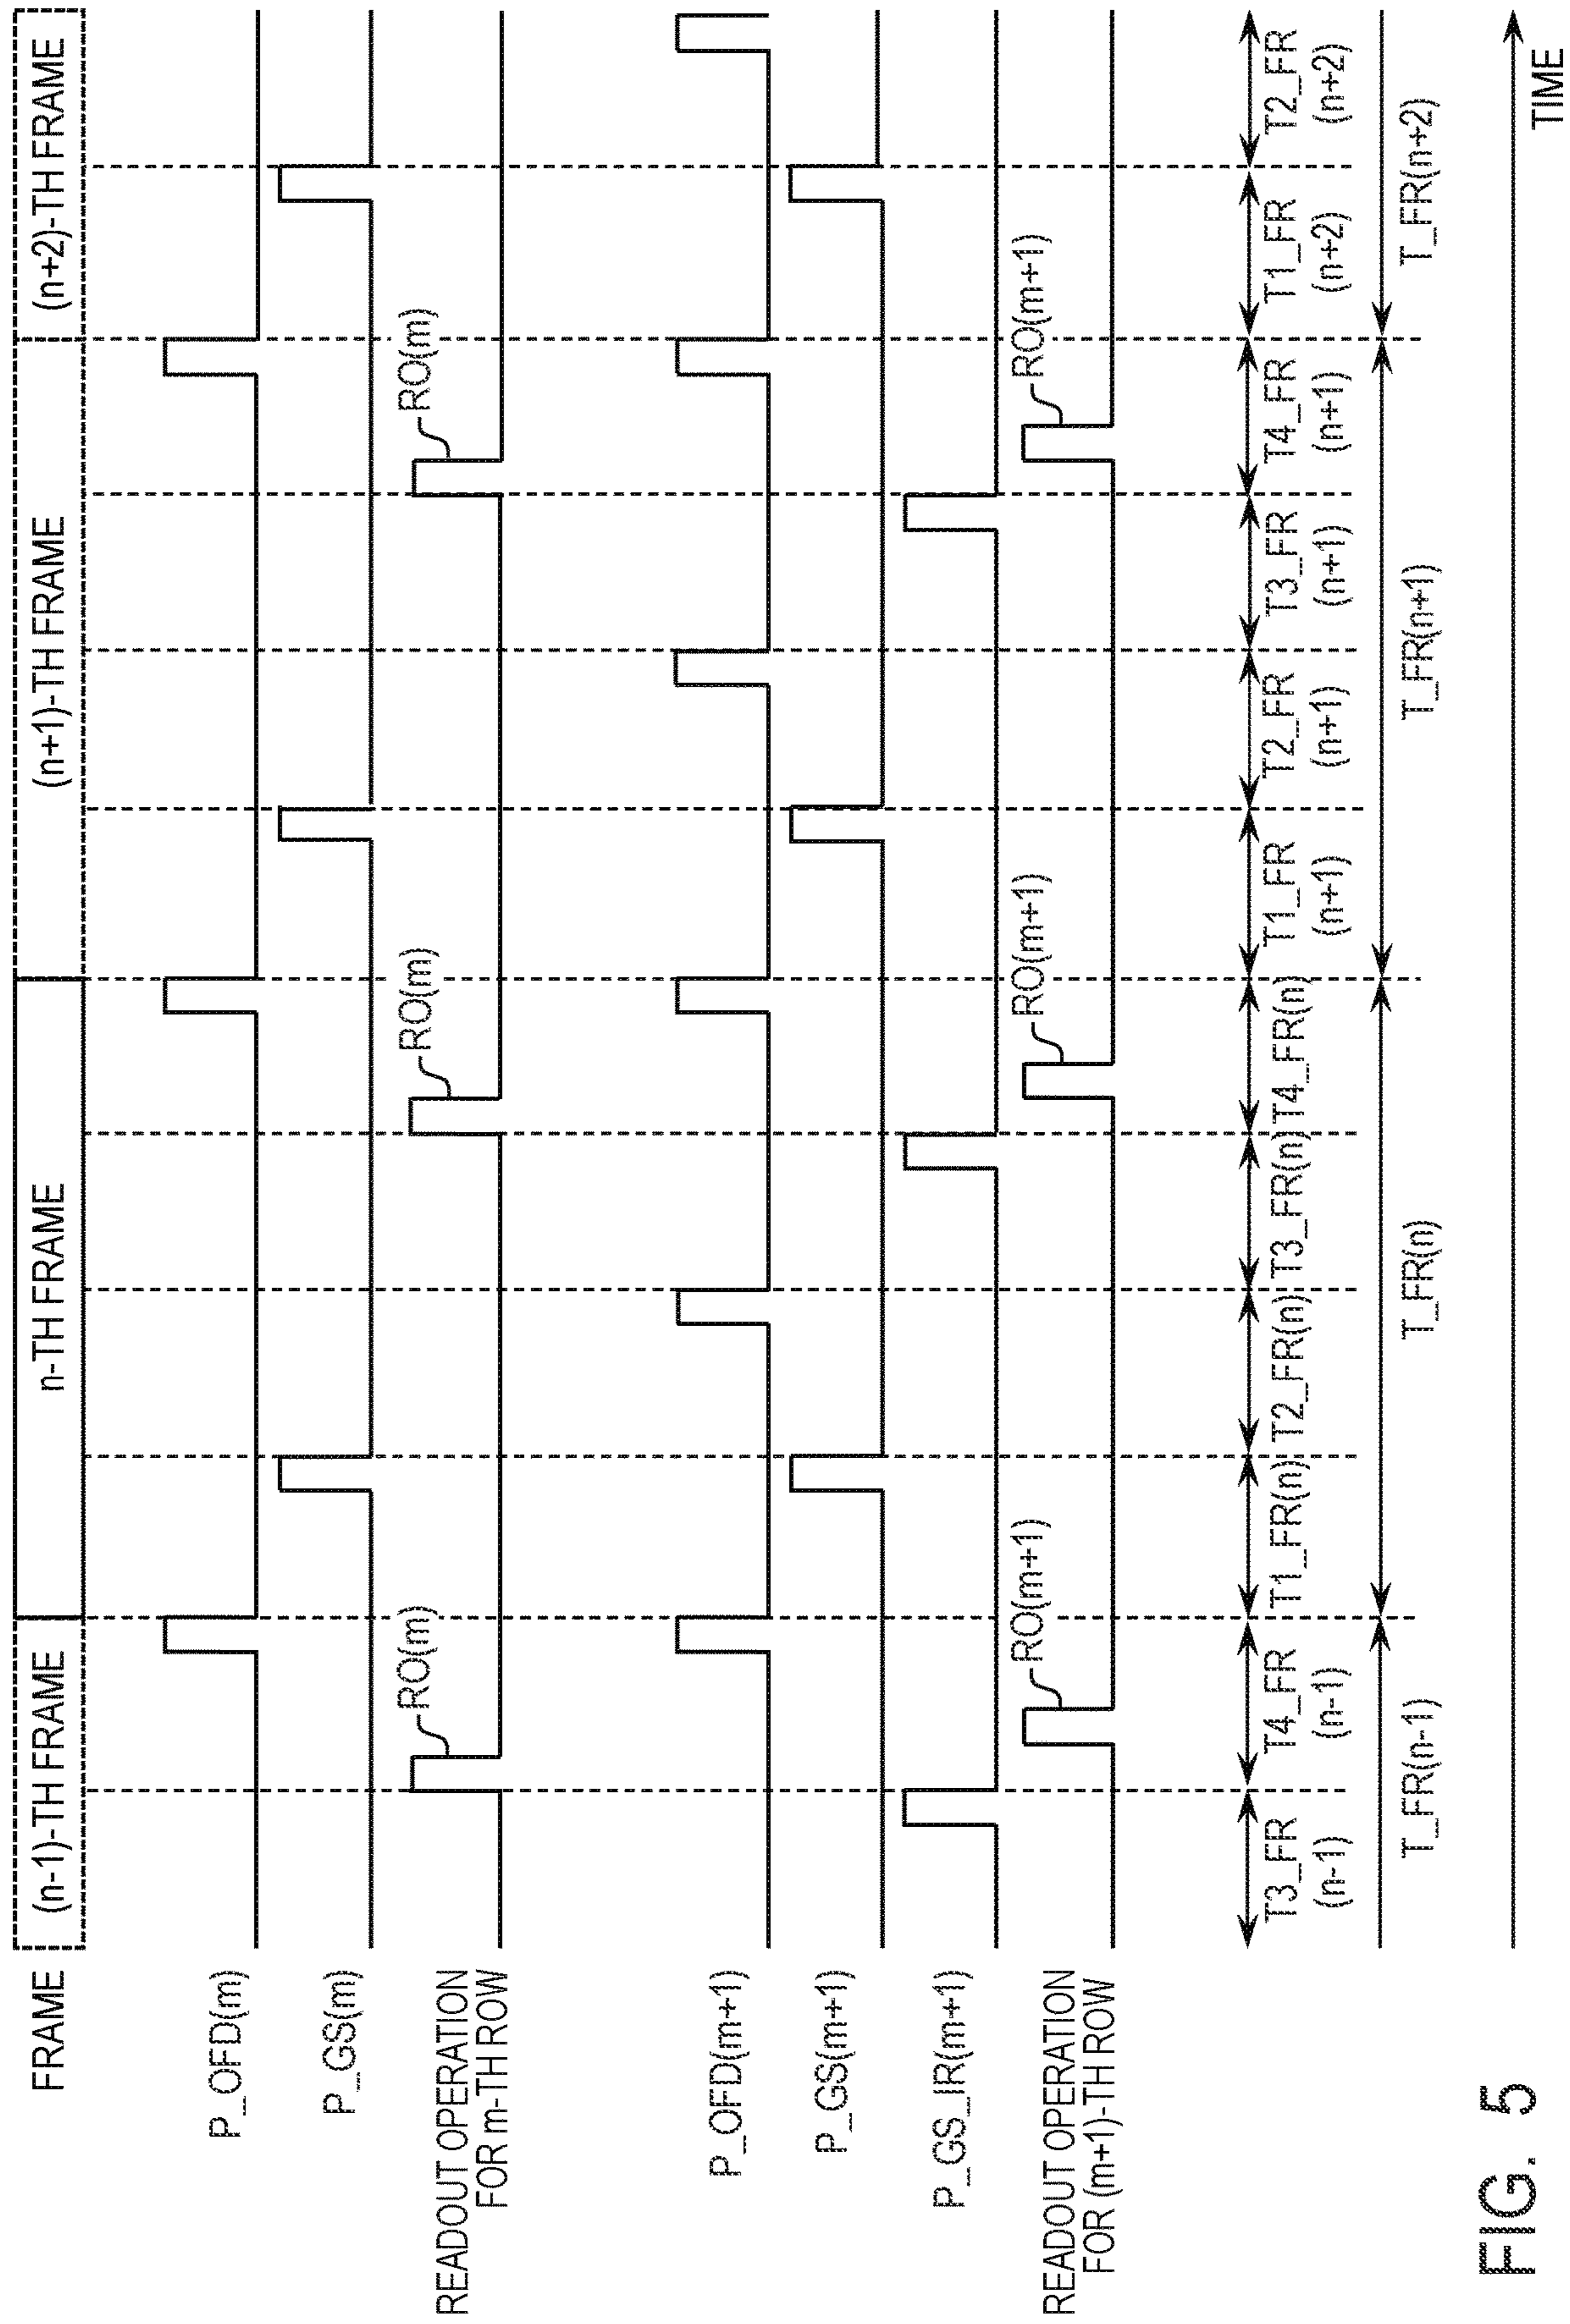 FRAME
(n-1)-TH FRAME
n-TH FRAME
(n+1)-TH FRAME
(n+2)-TH FRAME
P_OFD(m)
P_GS(m)
READOUT OPERATION
FOR m-TH ROW
RO(m)
RO(m)
RO(m)
P_OFD(m+1)
P_GS(m+1)
P_GS_IR(m+1)
READOUT OPERATION
FOR (m+1)-TH ROW
RO(m+1)
RO(m+1)
RO(m+1)
T3_FR
(n-1)
T4_FR
(n-1)
T1_FR(n)
T2_FR(n)
T3_FR(n)
T4_FR(n)
T1_FR
(n+1)
T2_FR
(n+1)
T3_FR
(n+1)
T4_FR
(n+1)
T1_FR
(n+2)
T2_FR
(n+2)
T_FR(n-1)
T_FR(n)
T_FR(n+1)
T_FR(n+2)
TIME
FIG. 5